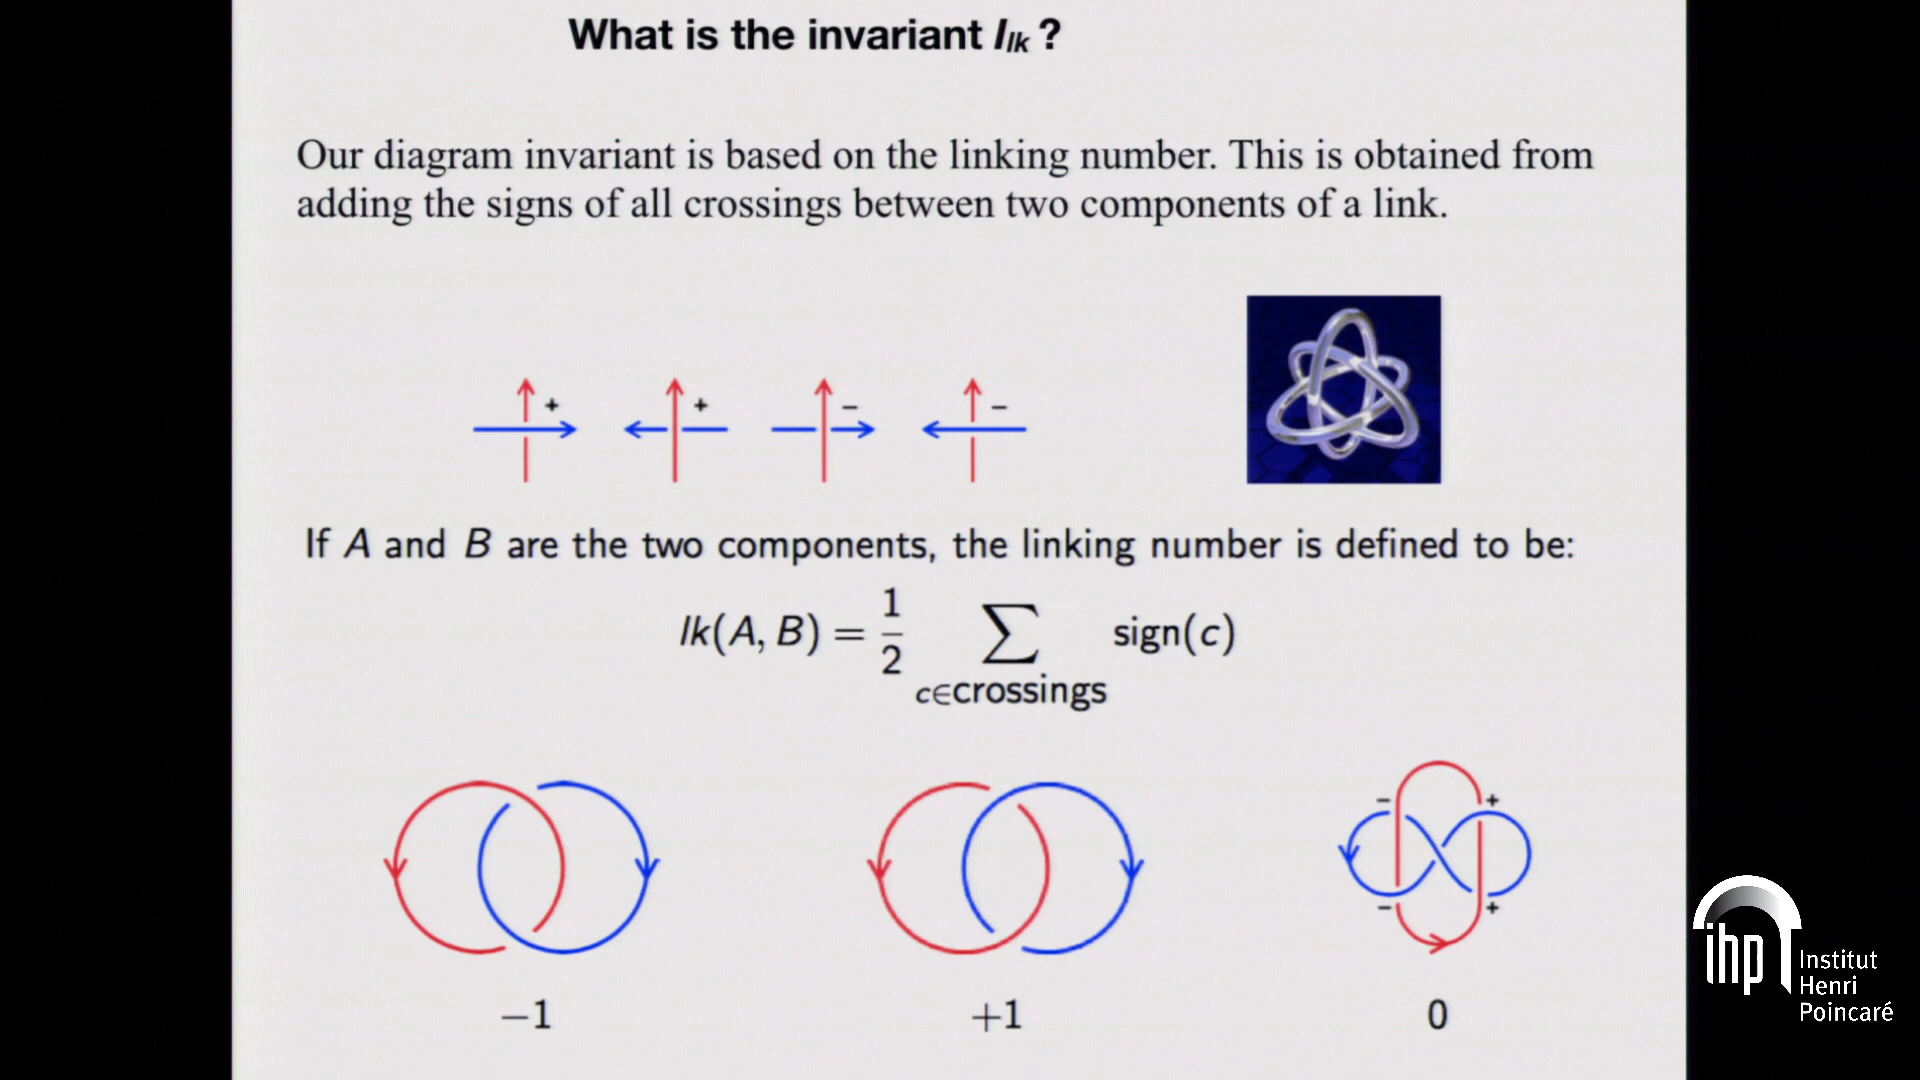 What is the invariant I_lk ?
Our diagram invariant is based on the linking number. This is obtained from
adding the signs of all crossings between two components of a link.
+ + − −
If A and B are the two components, the linking number is defined to be:
lk(A, B) = 1/2 ∑ sign(c)
c∈crossings
− +
− +
−1 +1 0
ihp Institut
Henri
Poincaré